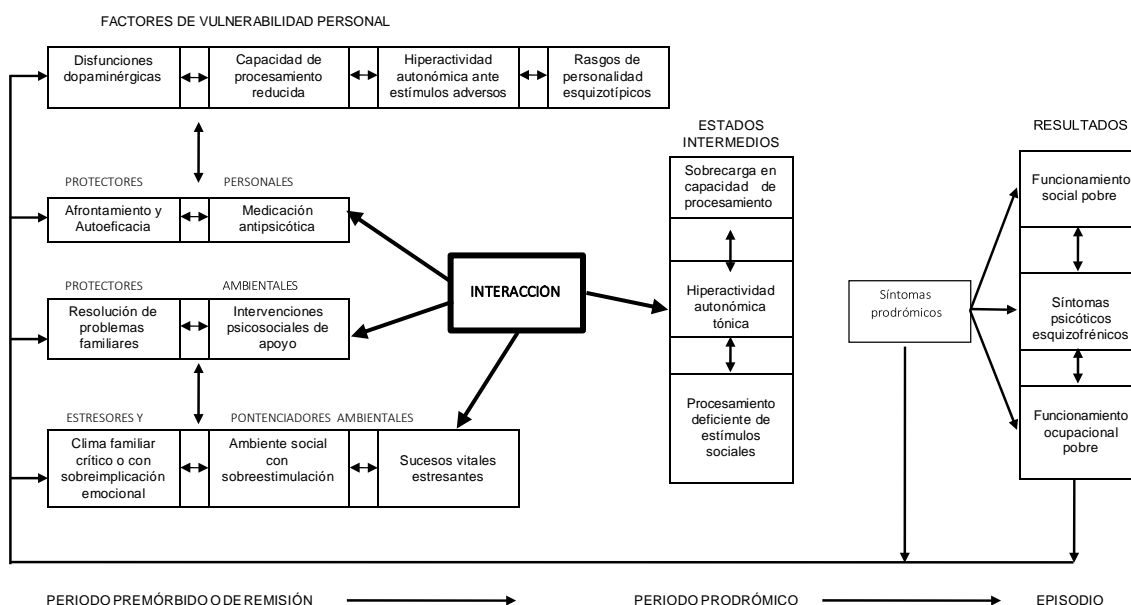 FACTORES DE VULNERABILIDAD PERSONAL
Disfunciones
dopaminérgicas
Capacidad de
procesamiento
reducida
Hiperactividad
autonómica ante
estímulos adversos
Rasgos de
personalidad
esquizotípicos
PROTECTORES PERSONALES
Afrontamiento y
Autoeficacia
Medicación
antipsicótica
PROTECTORES AMBIENTALES
Resolución de
problemas
familiares
Intervenciones
psicosociales de
apoyo
ESTRESORES Y PONTENCIADORES AMBIENTALES
Clima familiar
crítico o con
sobreimplicación
emocional
Ambiente social
con
sobreestimulación
Sucesos vitales
estresantes
INTERACCIÓN
ESTADOS
INTERMEDIOS
Sobrecarga en
capacidad de
procesamiento
Hiperactividad
autonómica
tónica
Procesamiento
deficiente de
estímulos
sociales
Síntomas
prodrómicos
RESULTADOS
Funcionamiento
social pobre
Síntomas
psicóticos
esquizofrénicos
Funcionamiento
ocupacional
pobre
PERIODO PREMÓRBIDO O DE REMISIÓN
PERIODO PRODRÓMICO
EPISODIO